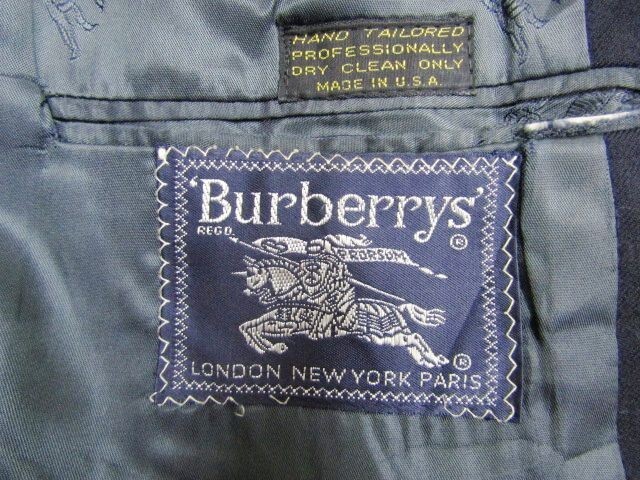 HAND TAILORED
PROFESSIONALLY
DRY CLEAN ONLY
MADE IN U.S.A.
'Burberrys'
REGD. ®
PRORSUM
®
LONDON NEW YORK PARIS